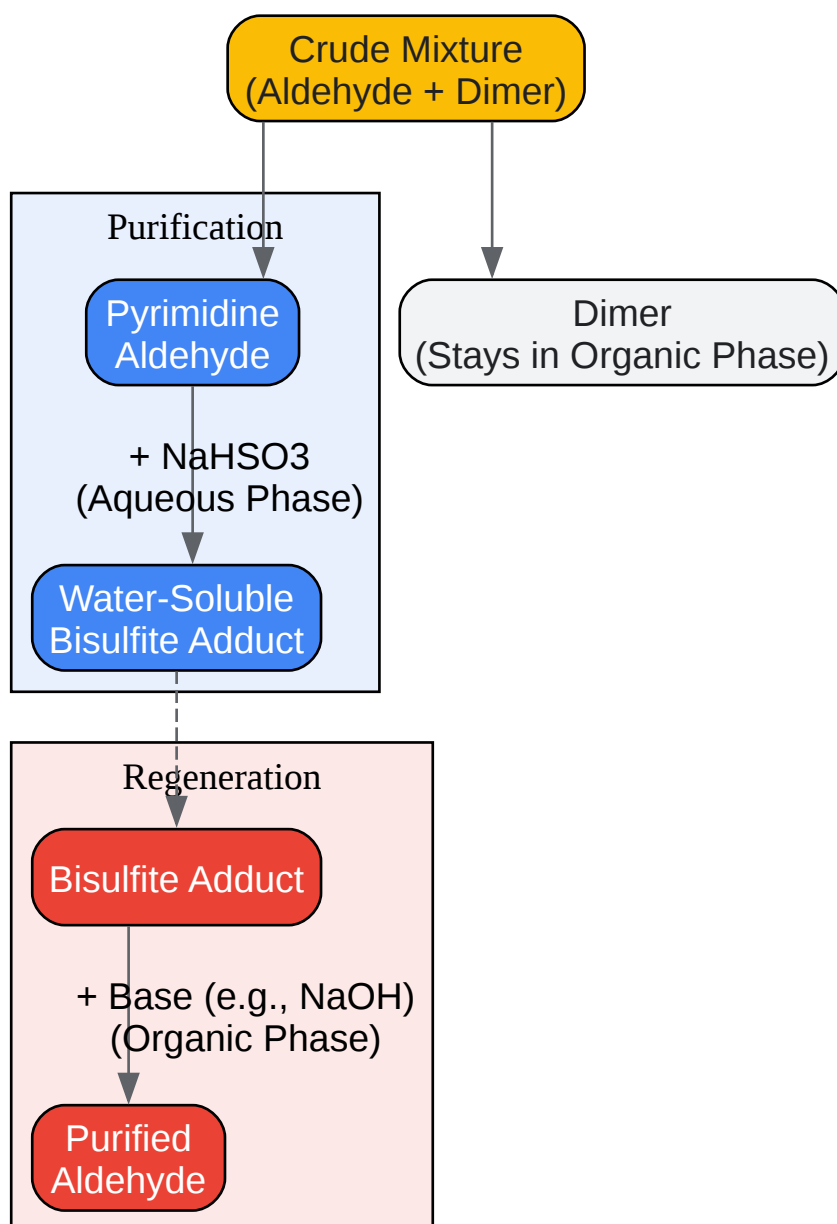 Crude Mixture
(Aldehyde + Dimer)
Purification
Pyrimidine
Aldehyde
Dimer
(Stays in Organic Phase)
+ NaHSO3
(Aqueous Phase)
Water-Soluble
Bisulfite Adduct
Regeneration
Bisulfite Adduct
+ Base (e.g., NaOH)
(Organic Phase)
Purified
Aldehyde